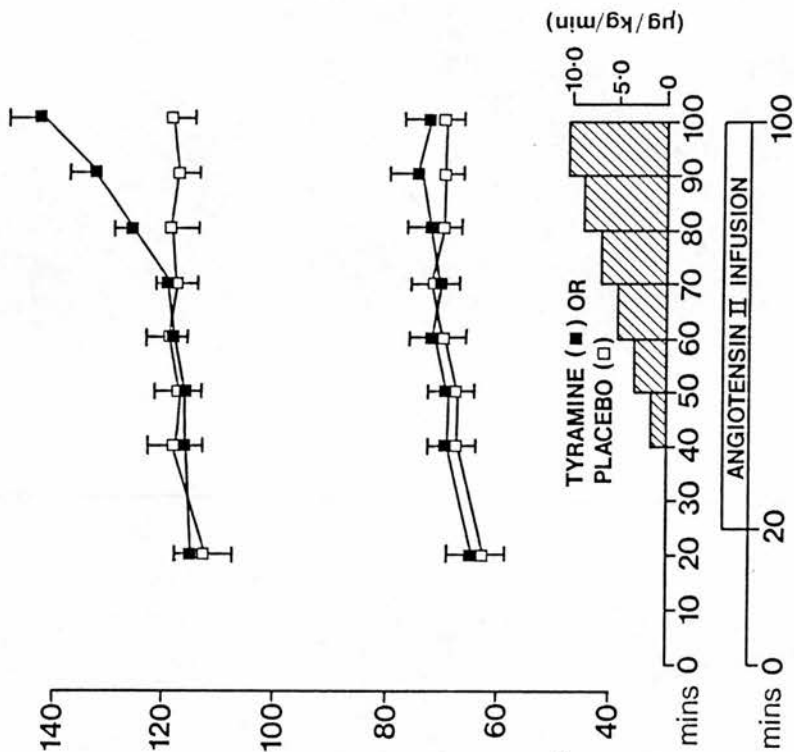 140
120
100
80
60
40
TYRAMINE (■) OR
PLACEBO (□)
(µg/kg/min)
10·0
5·0
0
mins 0 10 20 30 40 50 60 70 80 90 100
ANGIOTENSIN II INFUSION
mins 0 20 100